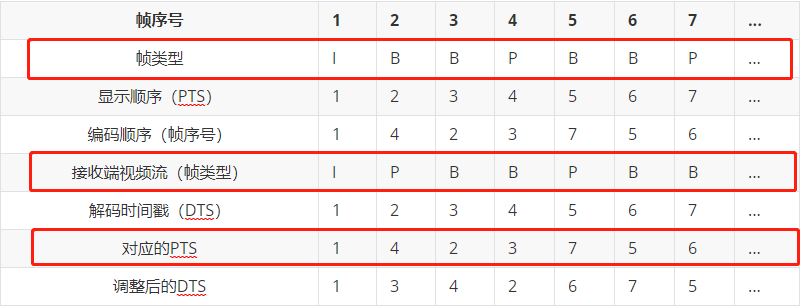 帧序号 1 2 3 4 5 6 7 ...
帧类型 I B B P B B P ...
显示顺序（PTS） 1 2 3 4 5 6 7 ...
编码顺序（帧序号） 1 4 2 3 7 5 6 ...
接收端视频流（帧类型） I P B B P B B ...
解码时间戳（DTS） 1 2 3 4 5 6 7 ...
对应的PTS 1 4 2 3 7 5 6 ...
调整后的DTS 1 3 4 2 6 7 5 ...